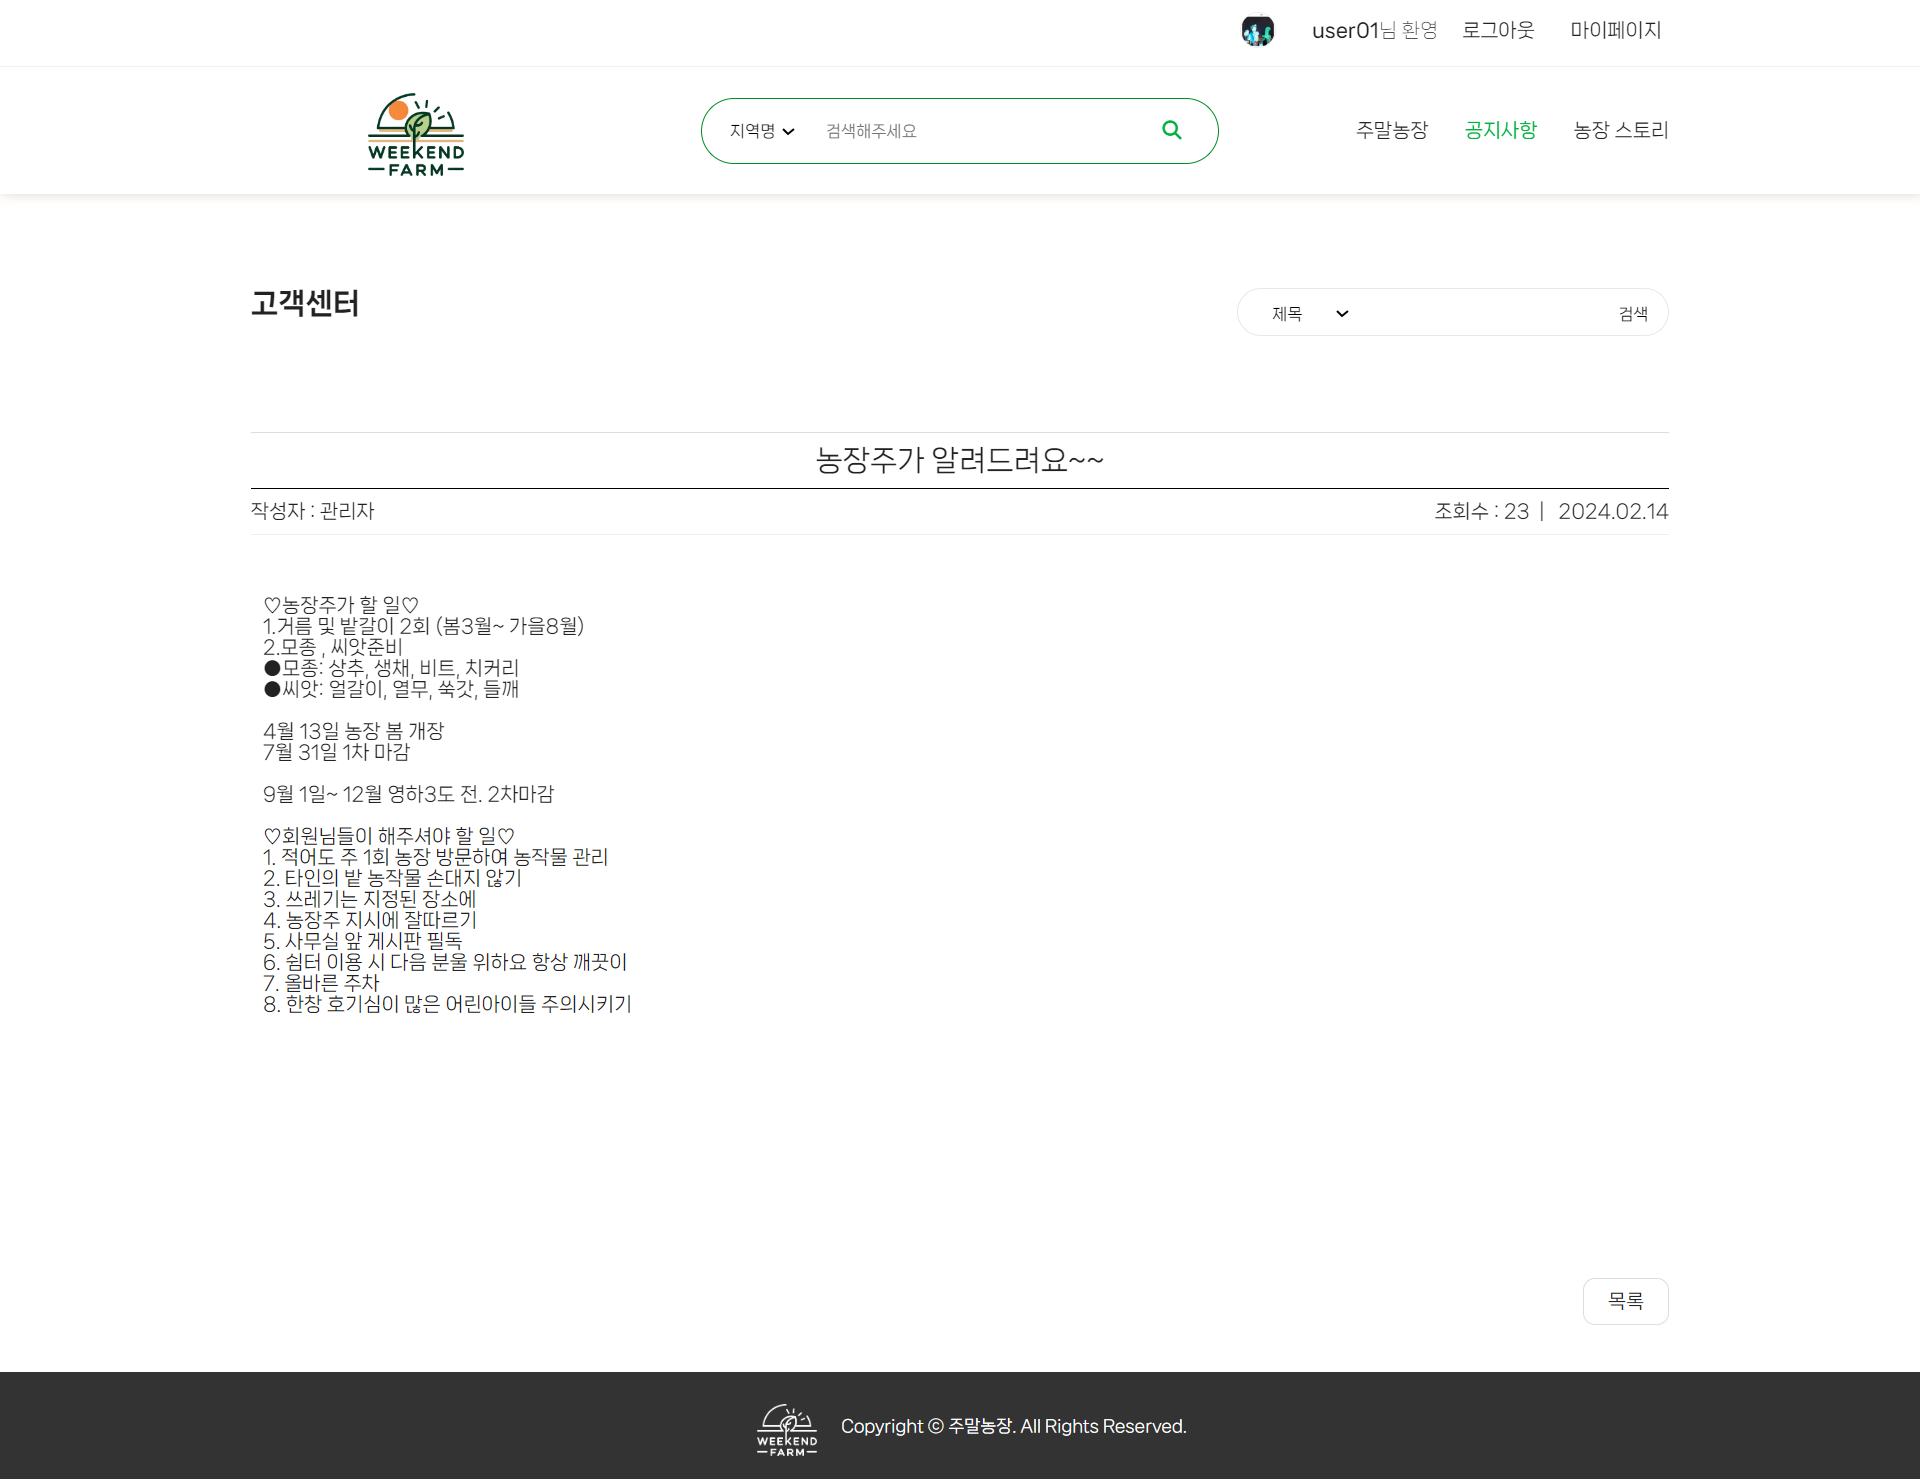 user01님 환영 로그아웃 마이페이지
WEEKEND
FARM
지역명 검색해주세요
주말농장 공지사항 농장 스토리
고객센터
제목 검색
농장주가 알려드려요~~
작성자 : 관리자
조회수 : 23 | 2024.02.14
♡농장주가 할 일♡
1.거름 및 밭갈이 2회 (봄3월~ 가을8월)
2.모종 , 씨앗준비
●모종: 상추, 생채, 비트, 치커리
●씨앗: 얼갈이, 열무, 쑥갓, 들깨
4월 13일 농장 봄 개장
7월 31일 1차 마감
9월 1일~ 12월 영하3도 전. 2차마감
♡회원님들이 해주셔야 할 일♡
1. 적어도 주 1회 농장 방문하여 농작물 관리
2. 타인의 밭 농작물 손대지 않기
3. 쓰레기는 지정된 장소에
4. 농장주 지시에 잘따르기
5. 사무실 앞 게시판 필독
6. 쉼터 이용 시 다음 분울 위하요 항상 깨끗이
7. 올바른 주차
8. 한창 호기심이 많은 어린아이들 주의시키기
목록
WEEKEND
FARM
Copyright ⓒ 주말농장. All Rights Reserved.